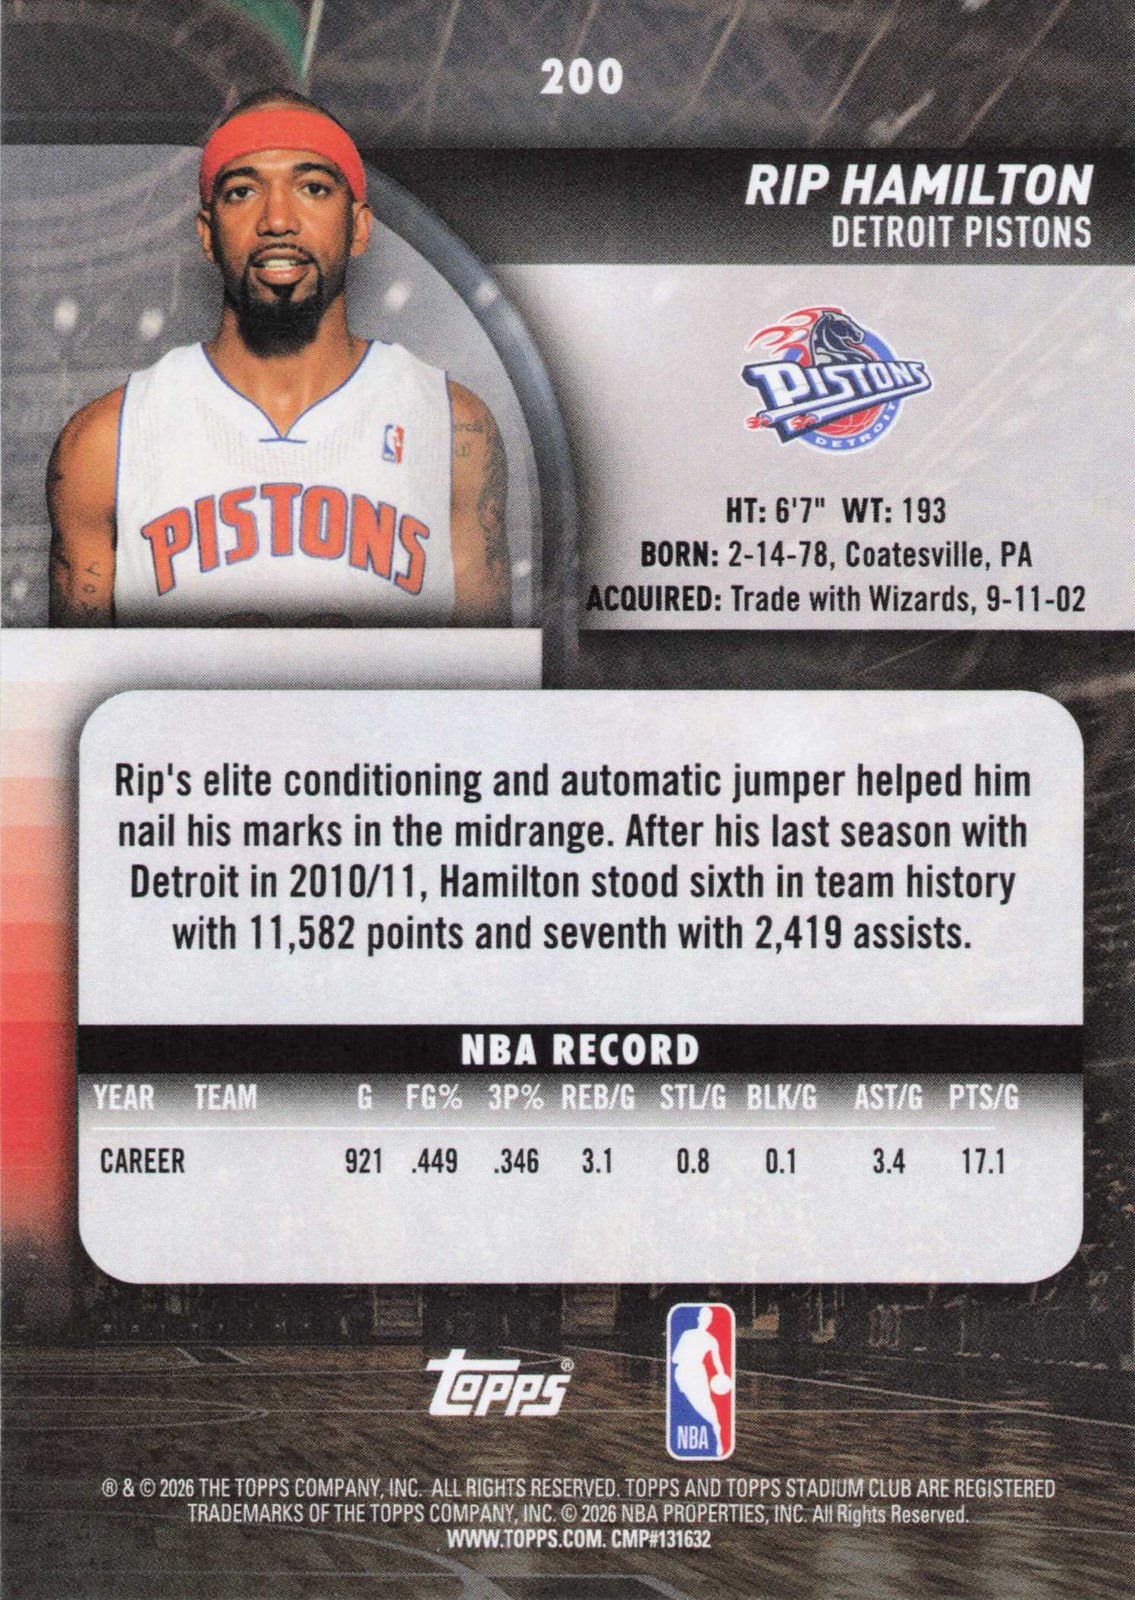 200
RIP HAMILTON
DETROIT PISTONS
PISTONS
DETROIT
HT: 6'7" WT: 193
BORN: 2-14-78, Coatesville, PA
ACQUIRED: Trade with Wizards, 9-11-02
PISTONS
Rip's elite conditioning and automatic jumper helped him
nail his marks in the midrange. After his last season with
Detroit in 2010/11, Hamilton stood sixth in team history
with 11,582 points and seventh with 2,419 assists.
NBA RECORD
YEAR TEAM G FG% 3P% REB/G STL/G BLK/G AST/G PTS/G
CAREER 921 .449 .346 3.1 0.8 0.1 3.4 17.1
topps®
NBA
® & © 2026 THE TOPPS COMPANY, INC. ALL RIGHTS RESERVED. TOPPS AND TOPPS STADIUM CLUB ARE REGISTERED
TRADEMARKS OF THE TOPPS COMPANY, INC. © 2026 NBA PROPERTIES, INC. All Rights Reserved.
WWW.TOPPS.COM. CMP#131632